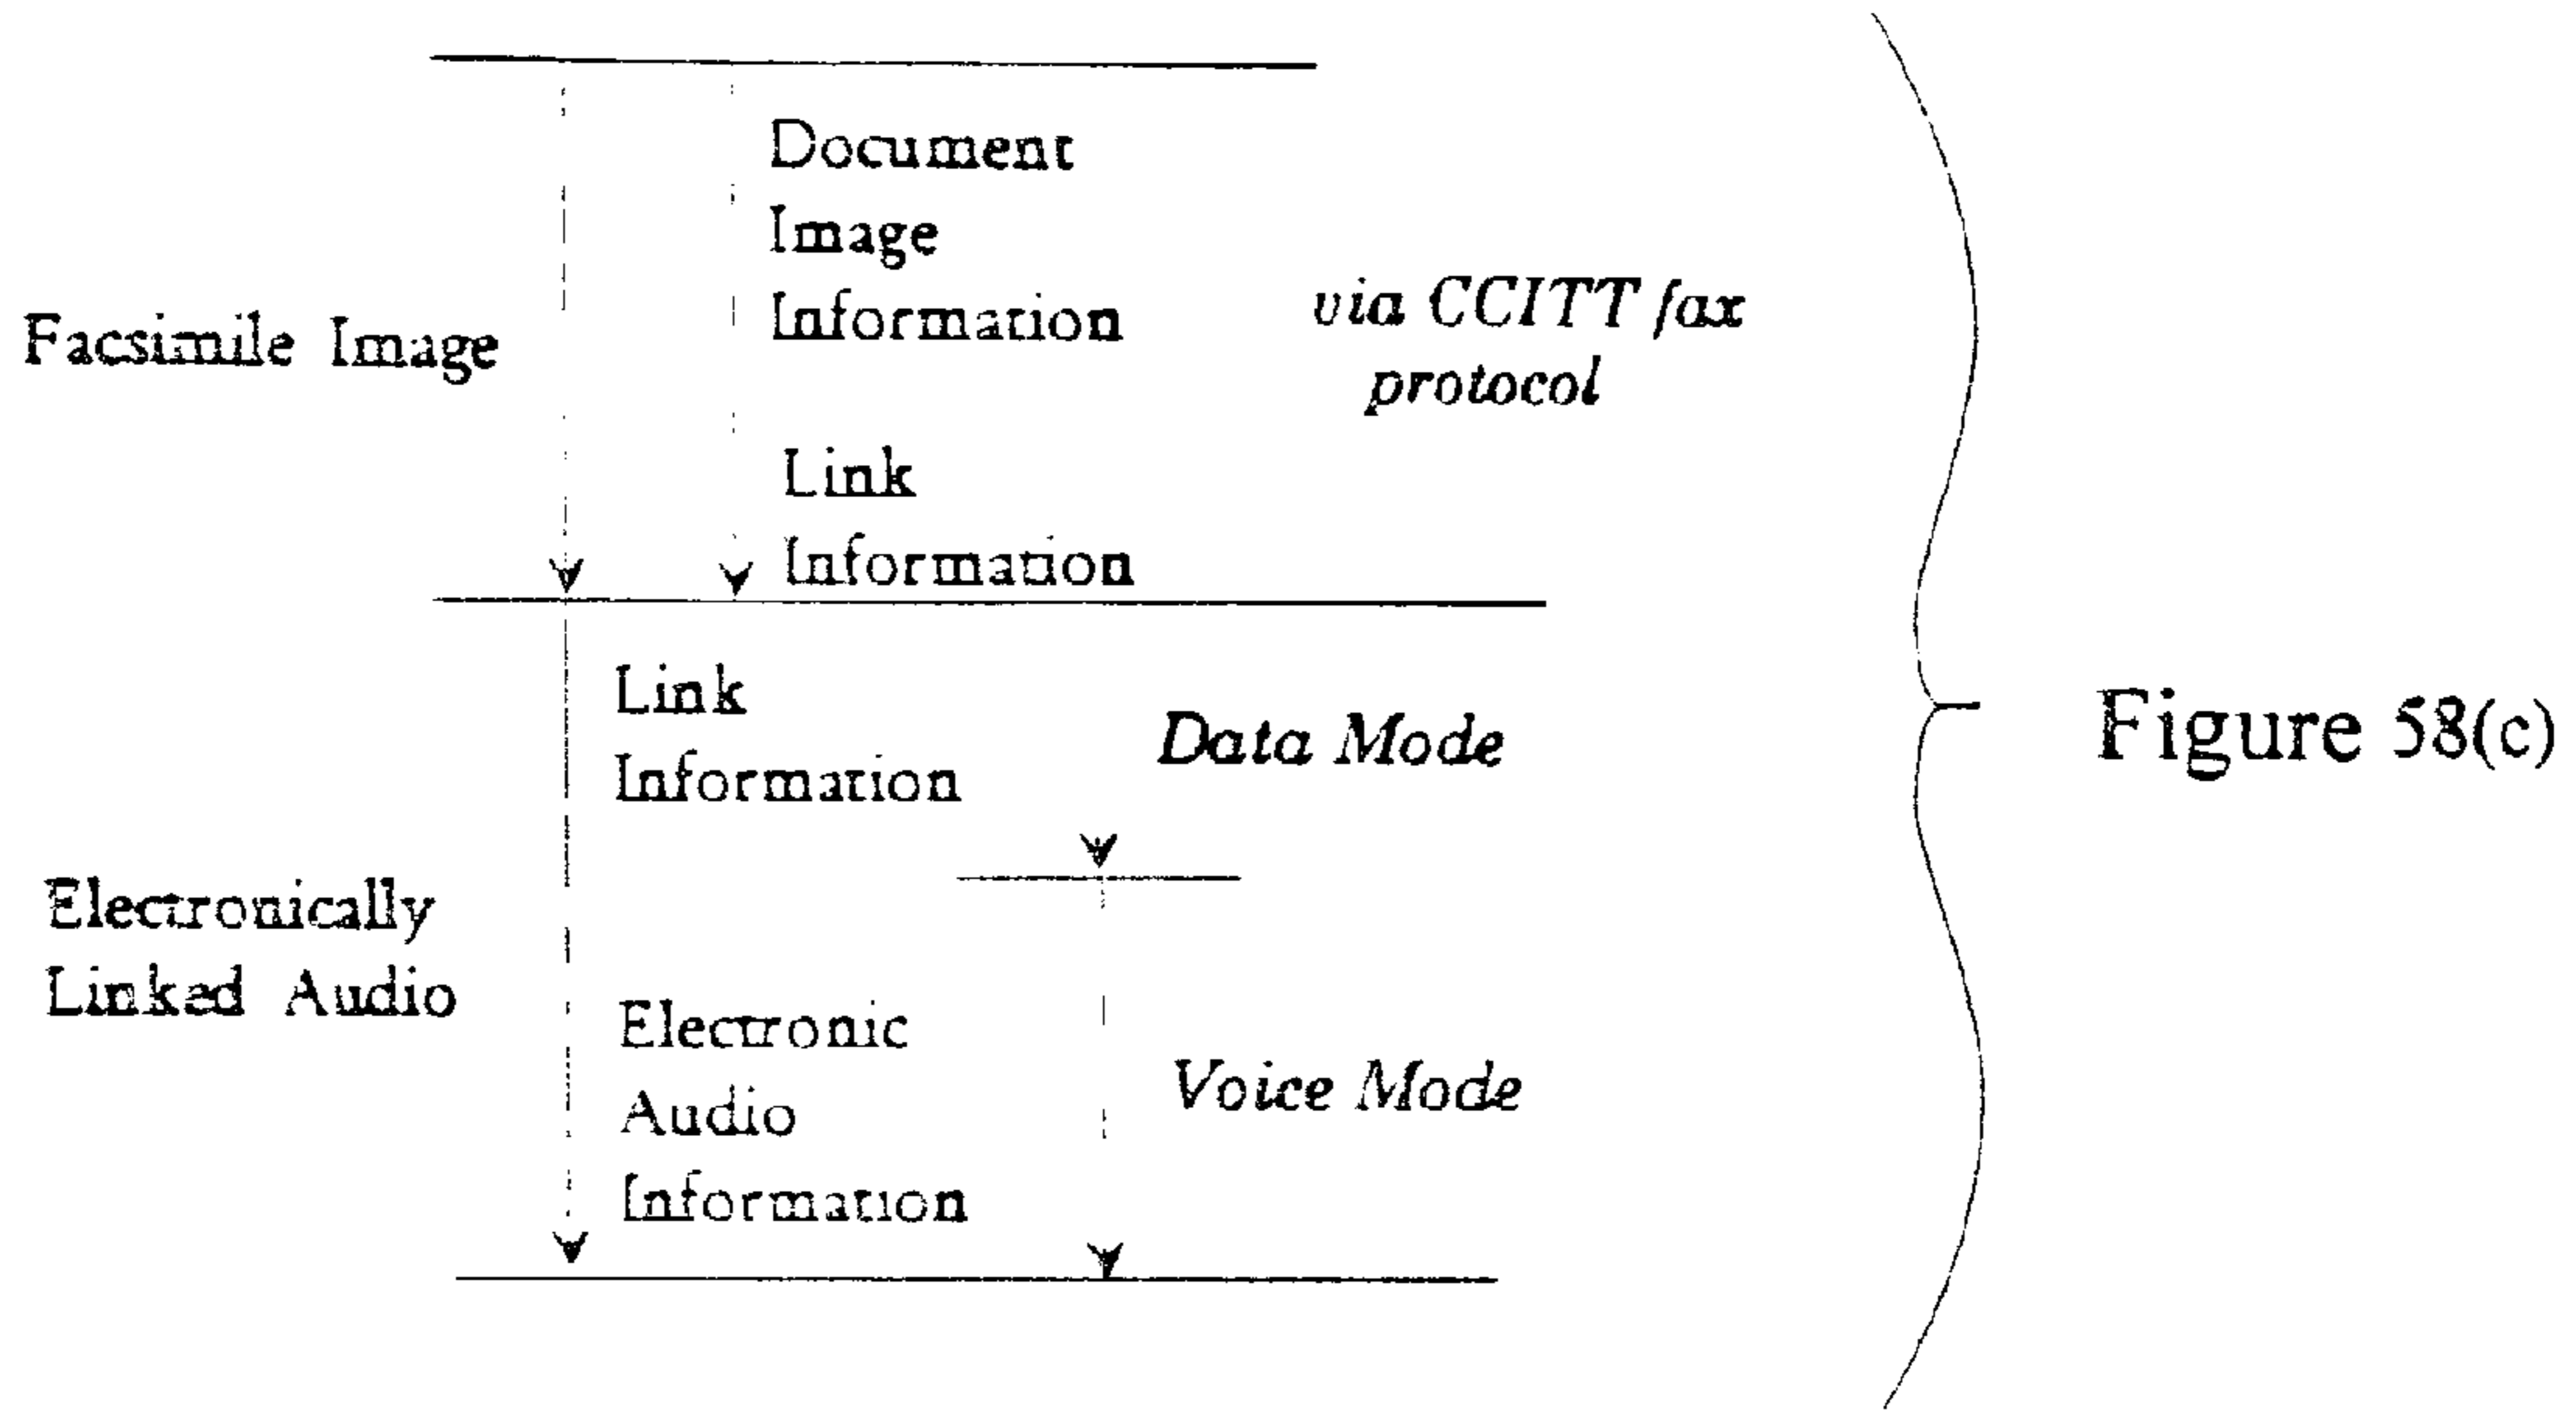 Document
Image
Information
Facsimile Image
via CCITT fax
protocol
Link
Information
Link
Information
Data Mode
Figure 58(c)
Electronically
Linked Audio
Electronic
Audio
Information
Voice Mode